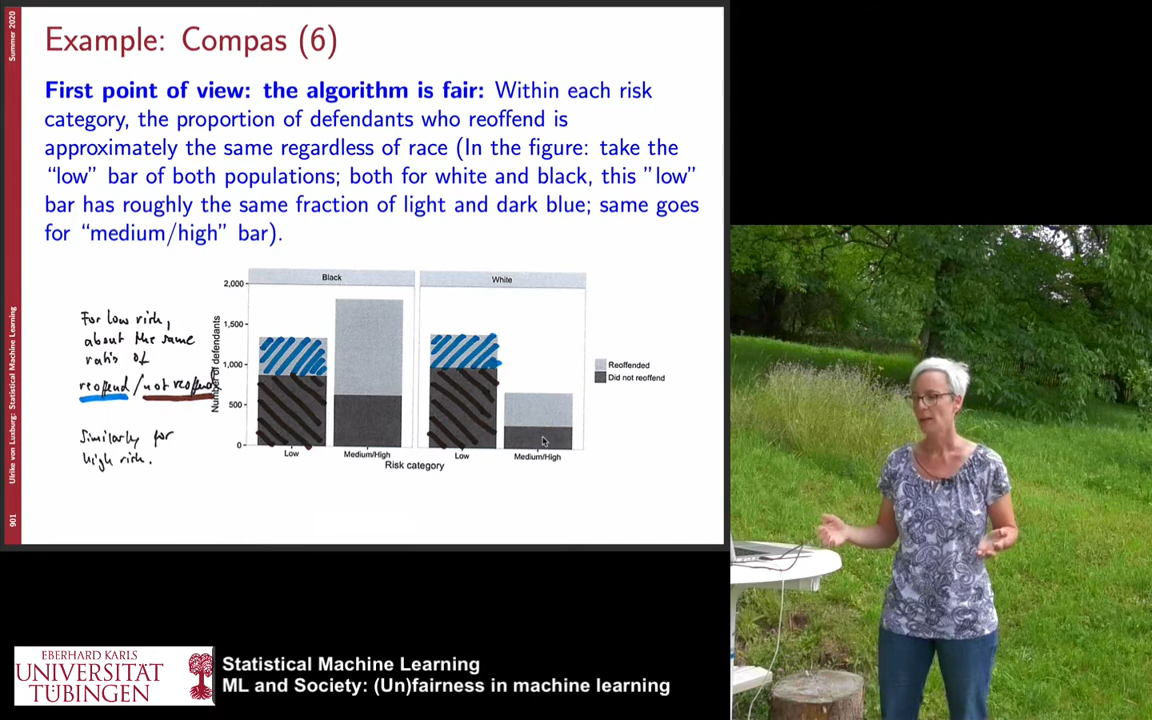 Summer 2020
Example: Compas (6)
First point of view: the algorithm is fair: Within each risk
category, the proportion of defendants who reoffend is
approximately the same regardless of race (In the figure: take the
“low” bar of both populations; both for white and black, this ”low”
bar has roughly the same fraction of light and dark blue; same goes
for “medium/high” bar).
Ulrike von Luxburg: Statistical Machine Learning
901
For low risk,
about the same
ratio of
reoffend / not reoffend
Similarly for
high risk.
Black
White
2,000
1,500
1,000
500
0
Number of defendants
Low
Medium/High
Low
Medium/High
Risk category
Reoffended
Did not reoffend
EBERHARD KARLS
UNIVERSITÄT
TÜBINGEN
Statistical Machine Learning
ML and Society: (Un)fairness in machine learning